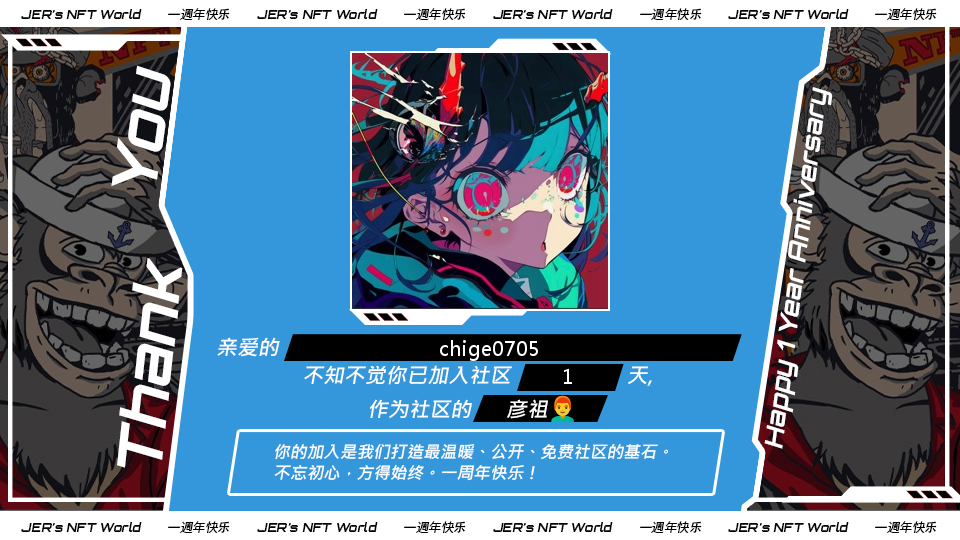 JER's NFT World 一週年快乐 JER's NFT World 一週年快乐 JER's NFT World 一週年快乐 JER's NFT World 一週年快乐
Thank You
Happy 1 Year Anniversary
亲爱的 chige0705
不知不觉你已加入社区 1 天,
作为社区的 彦祖👨‍🦰
你的加入是我们打造最温暖、公开、免费社区的基石。
不忘初心，方得始终。一周年快乐！
JER's NFT World 一週年快乐 JER's NFT World 一週年快乐 JER's NFT World 一週年快乐 JER's NFT World 一週年快乐